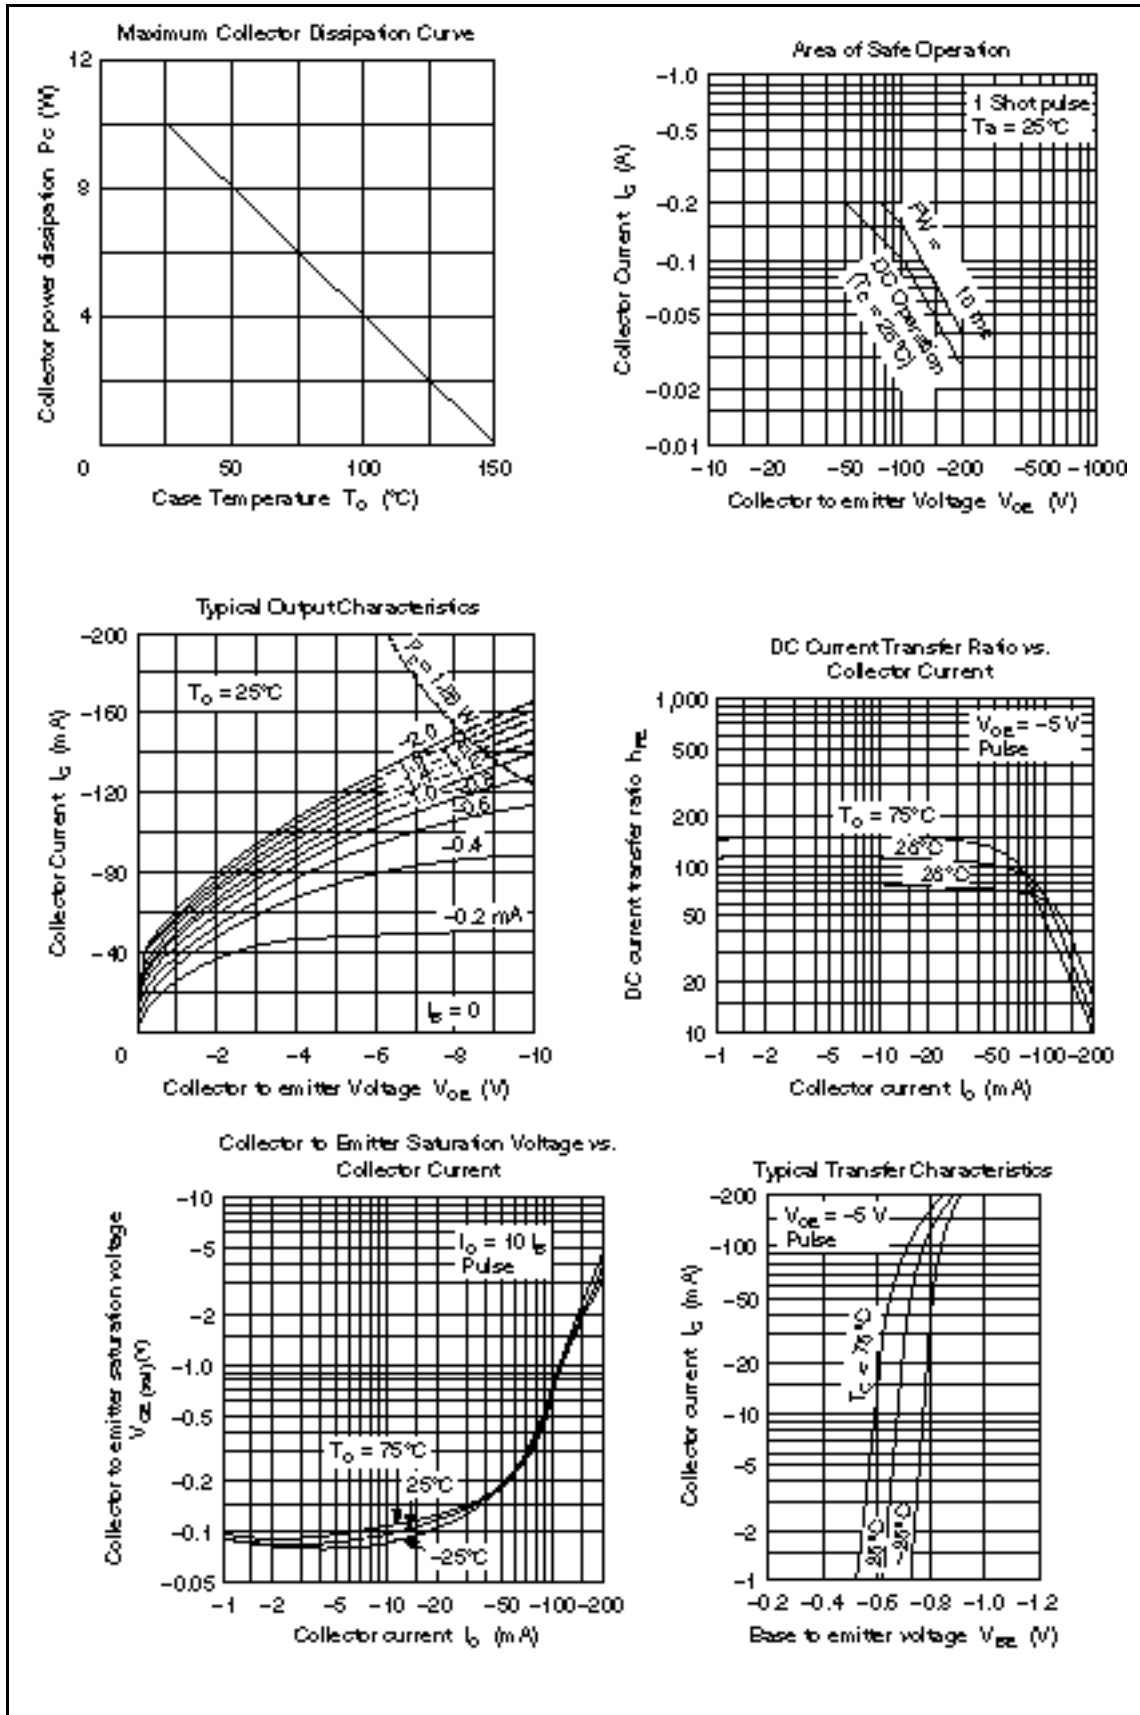 Maximum Collector Dissipation Curve
Collector power dissipation Pc (W)
12
8
4
0
50
100
150
Case Temperature Tc (°C)
Area of Safe Operation
Collector Current IC (A)
−1.0
−0.5
−0.2
−0.1
−0.05
−0.02
−0.01
1 Shot pulse
Ta = 25°C
PW = 10 ms
DC Operation
(Tc = 25°C)
−10 −20 −50 −100 −200 −500 −1000
Collector to emitter Voltage VCE (V)
Typical Output Characteristics
Collector Current IC (mA)
−200
−160
−120
−80
−40
0
TC = 25°C
−2.0
−0.6
−0.4
−0.2 mA
IB = 0
−2 −4 −6 −8 −10
Collector to emitter Voltage VCE (V)
DC Current Transfer Ratio vs.
Collector Current
DC current transfer ratio hFE
1,000
500
200
100
50
20
10
VCE = −5 V
Pulse
TC = 75°C
25°C
−1 −2 −5 −10 −20 −50 −100 −200
Collector current IC (mA)
Collector to Emitter Saturation Voltage vs.
Collector Current
Collector to emitter saturation voltage
VCE (sat) (V)
−10
−5
−2
−1.0
−0.5
−0.2
−0.1
−0.05
IC = 10 IB
Pulse
TC = 75°C
25°C
−25°C
−1 −2 −5 −10 −20 −50 −100 −200
Collector current IC (mA)
Typical Transfer Characteristics
Collector current IC (mA)
−200
−100
−50
−20
−10
−5
−2
−1
VCE = −5 V
Pulse
TC = 75°C
25°C
−25°C
−0.2 −0.4 −0.6 −0.8 −1.0 −1.2
Base to emitter voltage VBE (V)